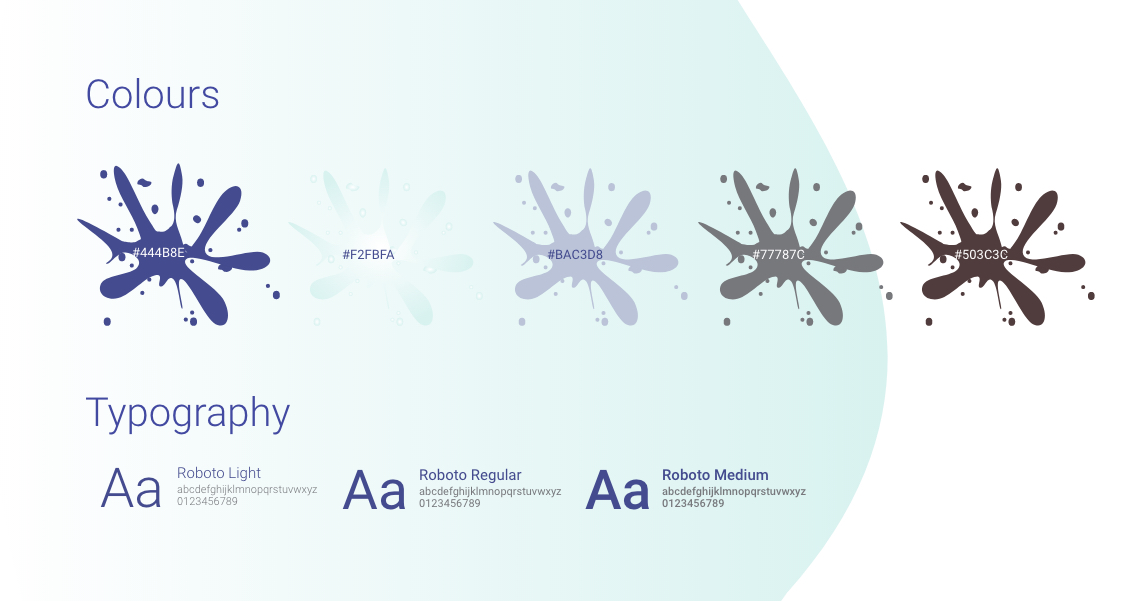 Colours
#444B8E
#F2FBFA
#BAC3D8
#77787C
#503C3C
Typography
Aa
Roboto Light
abcdefghijklmnopqrstuvwxyz
0123456789
Aa
Roboto Regular
abcdefghijklmnopqrstuvwxyz
0123456789
Aa
Roboto Medium
abcdefghijklmnopqrstuvwxyz
0123456789